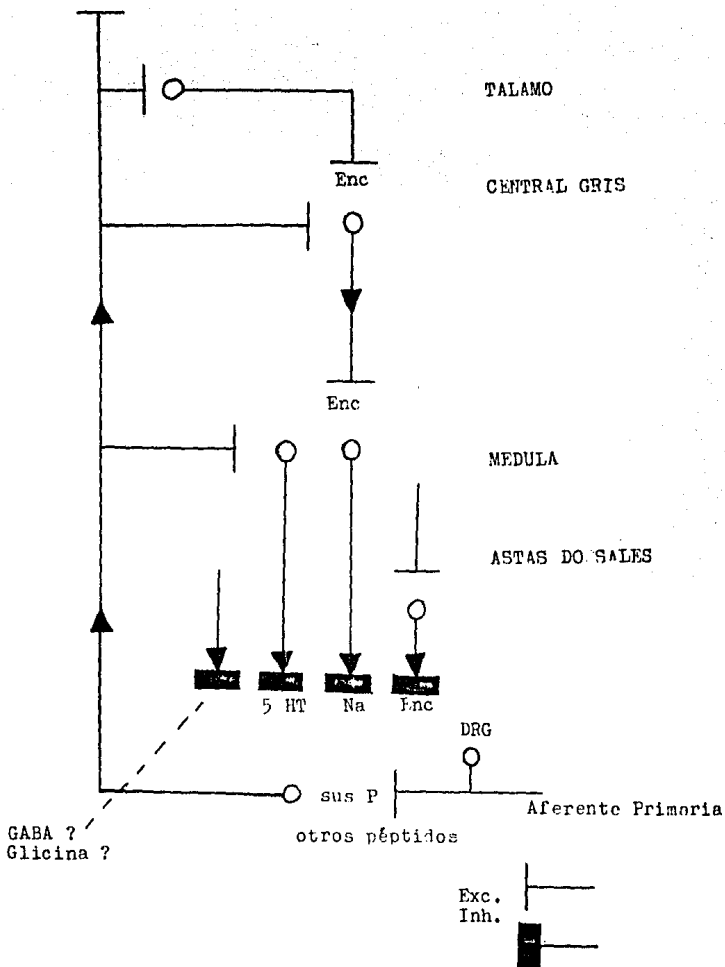 TALAMO
Enc
CENTRAL GRIS
Enc
MEDULA
ASTAS DO SALES
5 HT Na Enc
DRG
sus P
Aferente Primaria
otros péptidos
GABA ?
Glicina ?
Exc.
Inh.